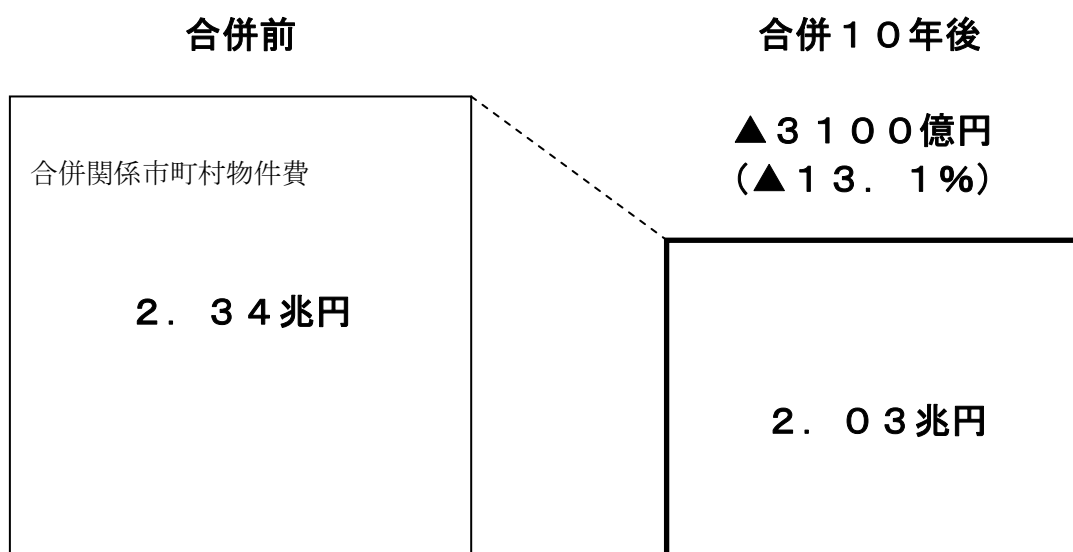 合併前
合併１０年後
▲３１００億円
（▲１３．１％）
合併関係市町村物件費
２．３４兆円
２．０３兆円